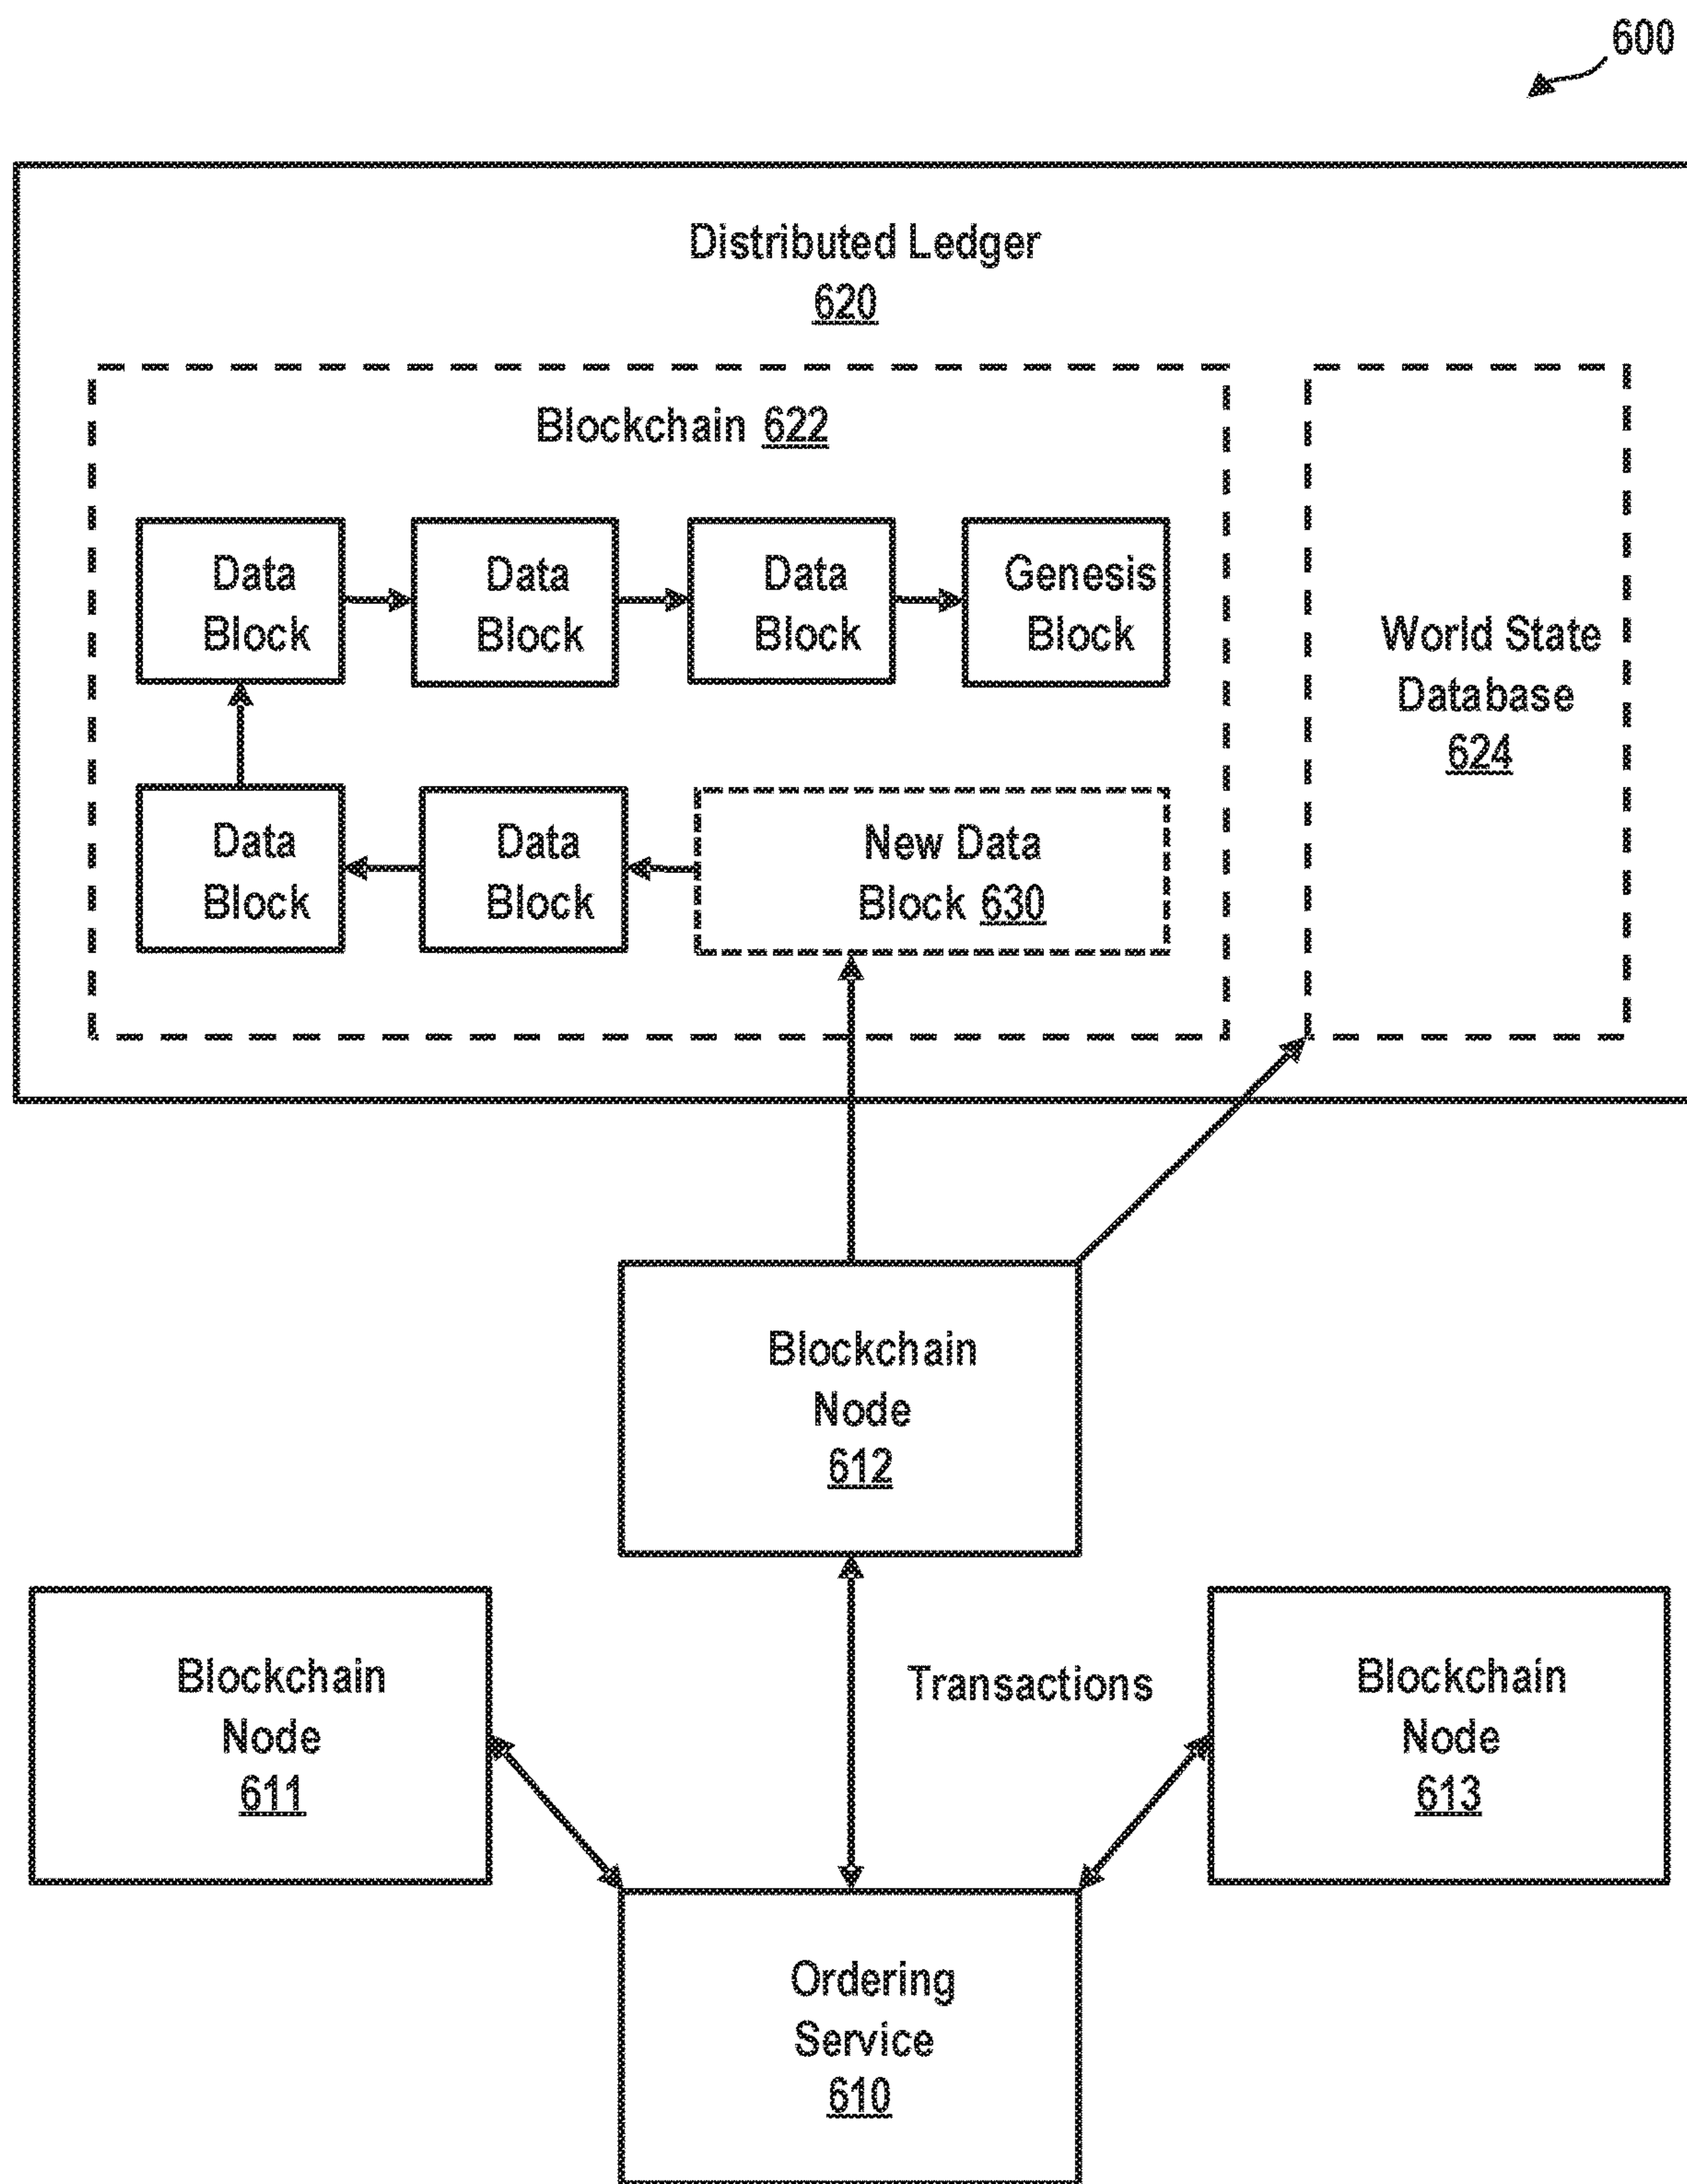 600
Distributed Ledger
620
Blockchain 622
Data
Block
Data
Block
Data
Block
Genesis
Block
World State
Database
624
Data
Block
Data
Block
New Data
Block 630
Blockchain
Node
612
Blockchain
Node
611
Transactions
Blockchain
Node
613
Ordering
Service
610